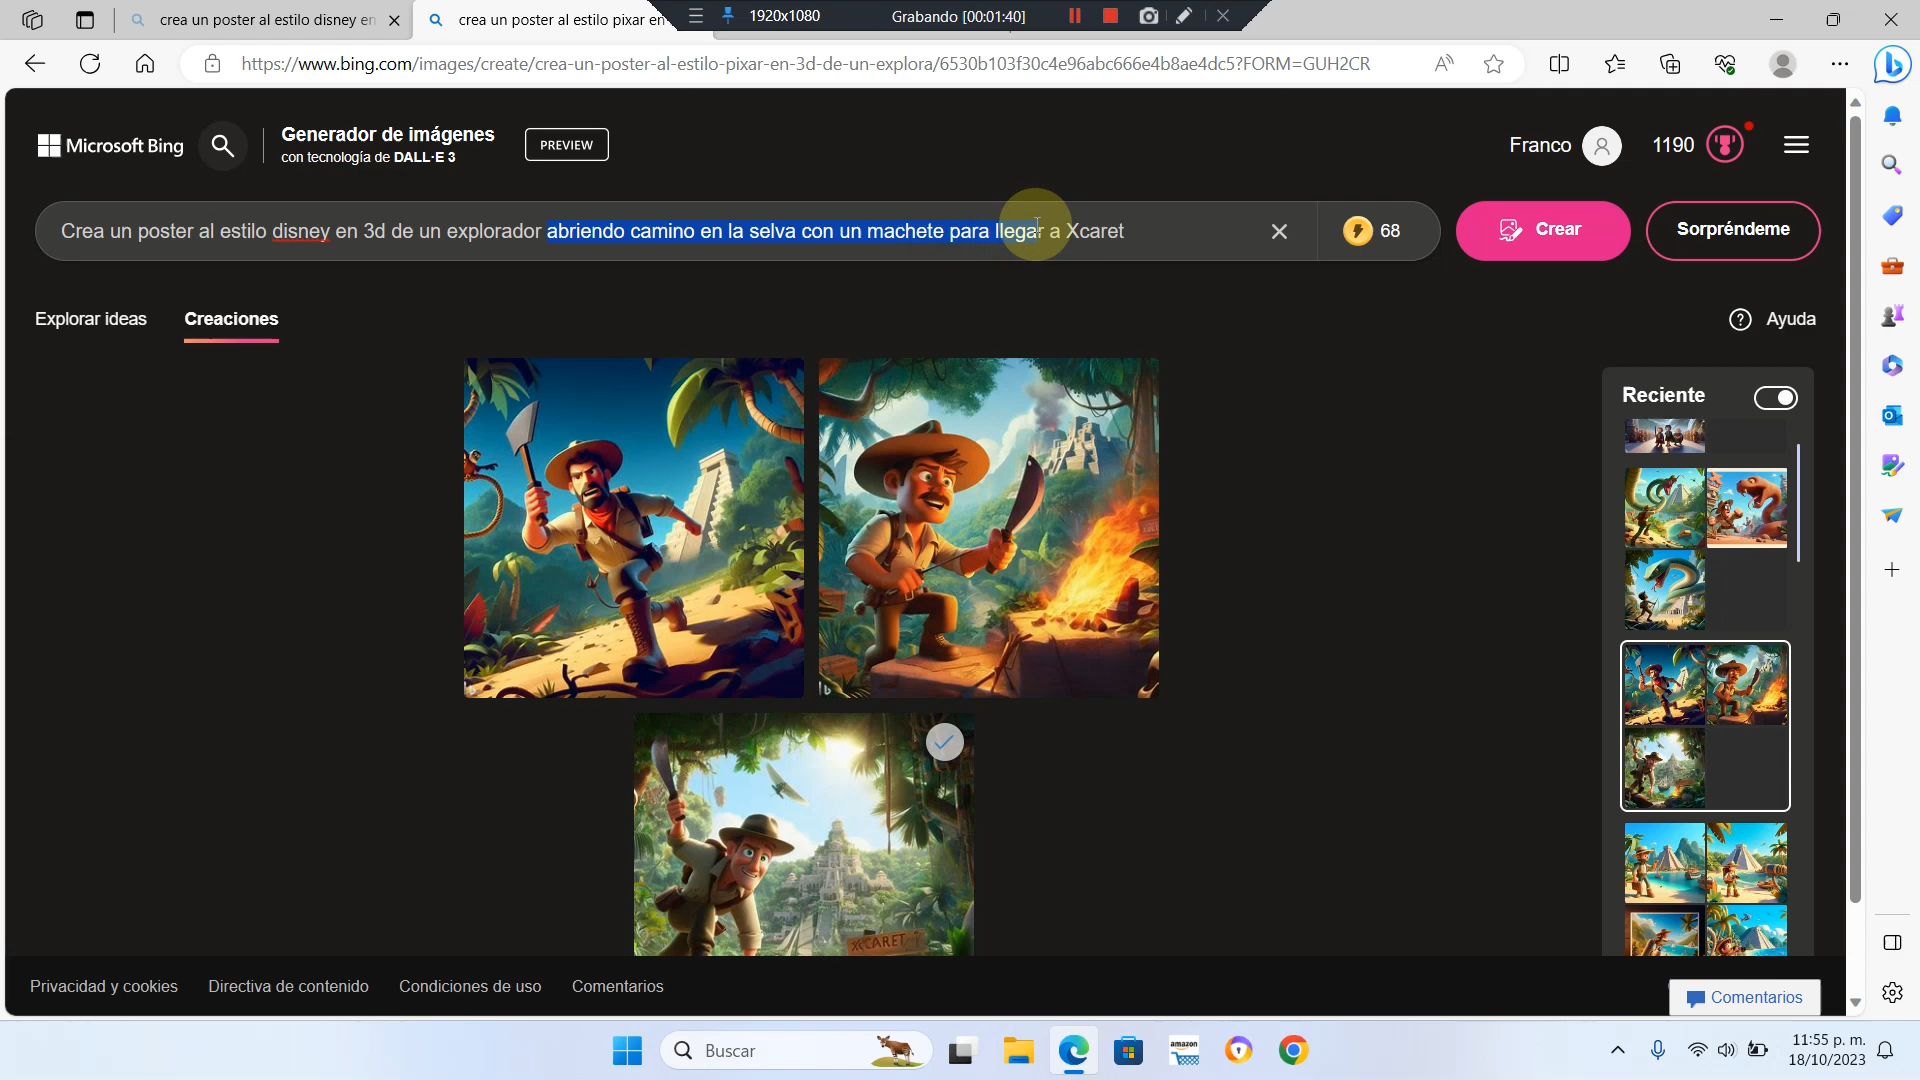 crea un poster al estilo disney en
crea un poster al estilo pixar en
1920x1080
Grabando [00:01:40]
https://www.bing.com/images/create/crea-un-poster-al-estilo-pixar-en-3d-de-un-explora/6530b103f30c4e96abc666e4b8ae4dc5?FORM=GUH2CR
Microsoft Bing
Generador de imágenes
con tecnología de DALL·E 3
PREVIEW
Franco
1190
Crea un poster al estilo disney en 3d de un explorador abriendo camino en la selva con un machete para llegar a Xcaret
68
Crear
Sorpréndeme
Explorar ideas
Creaciones
Ayuda
Reciente
XCARET
Privacidad y cookies
Directiva de contenido
Condiciones de uso
Comentarios
Comentarios
Buscar
amazon
11:55 p. m.
18/10/2023